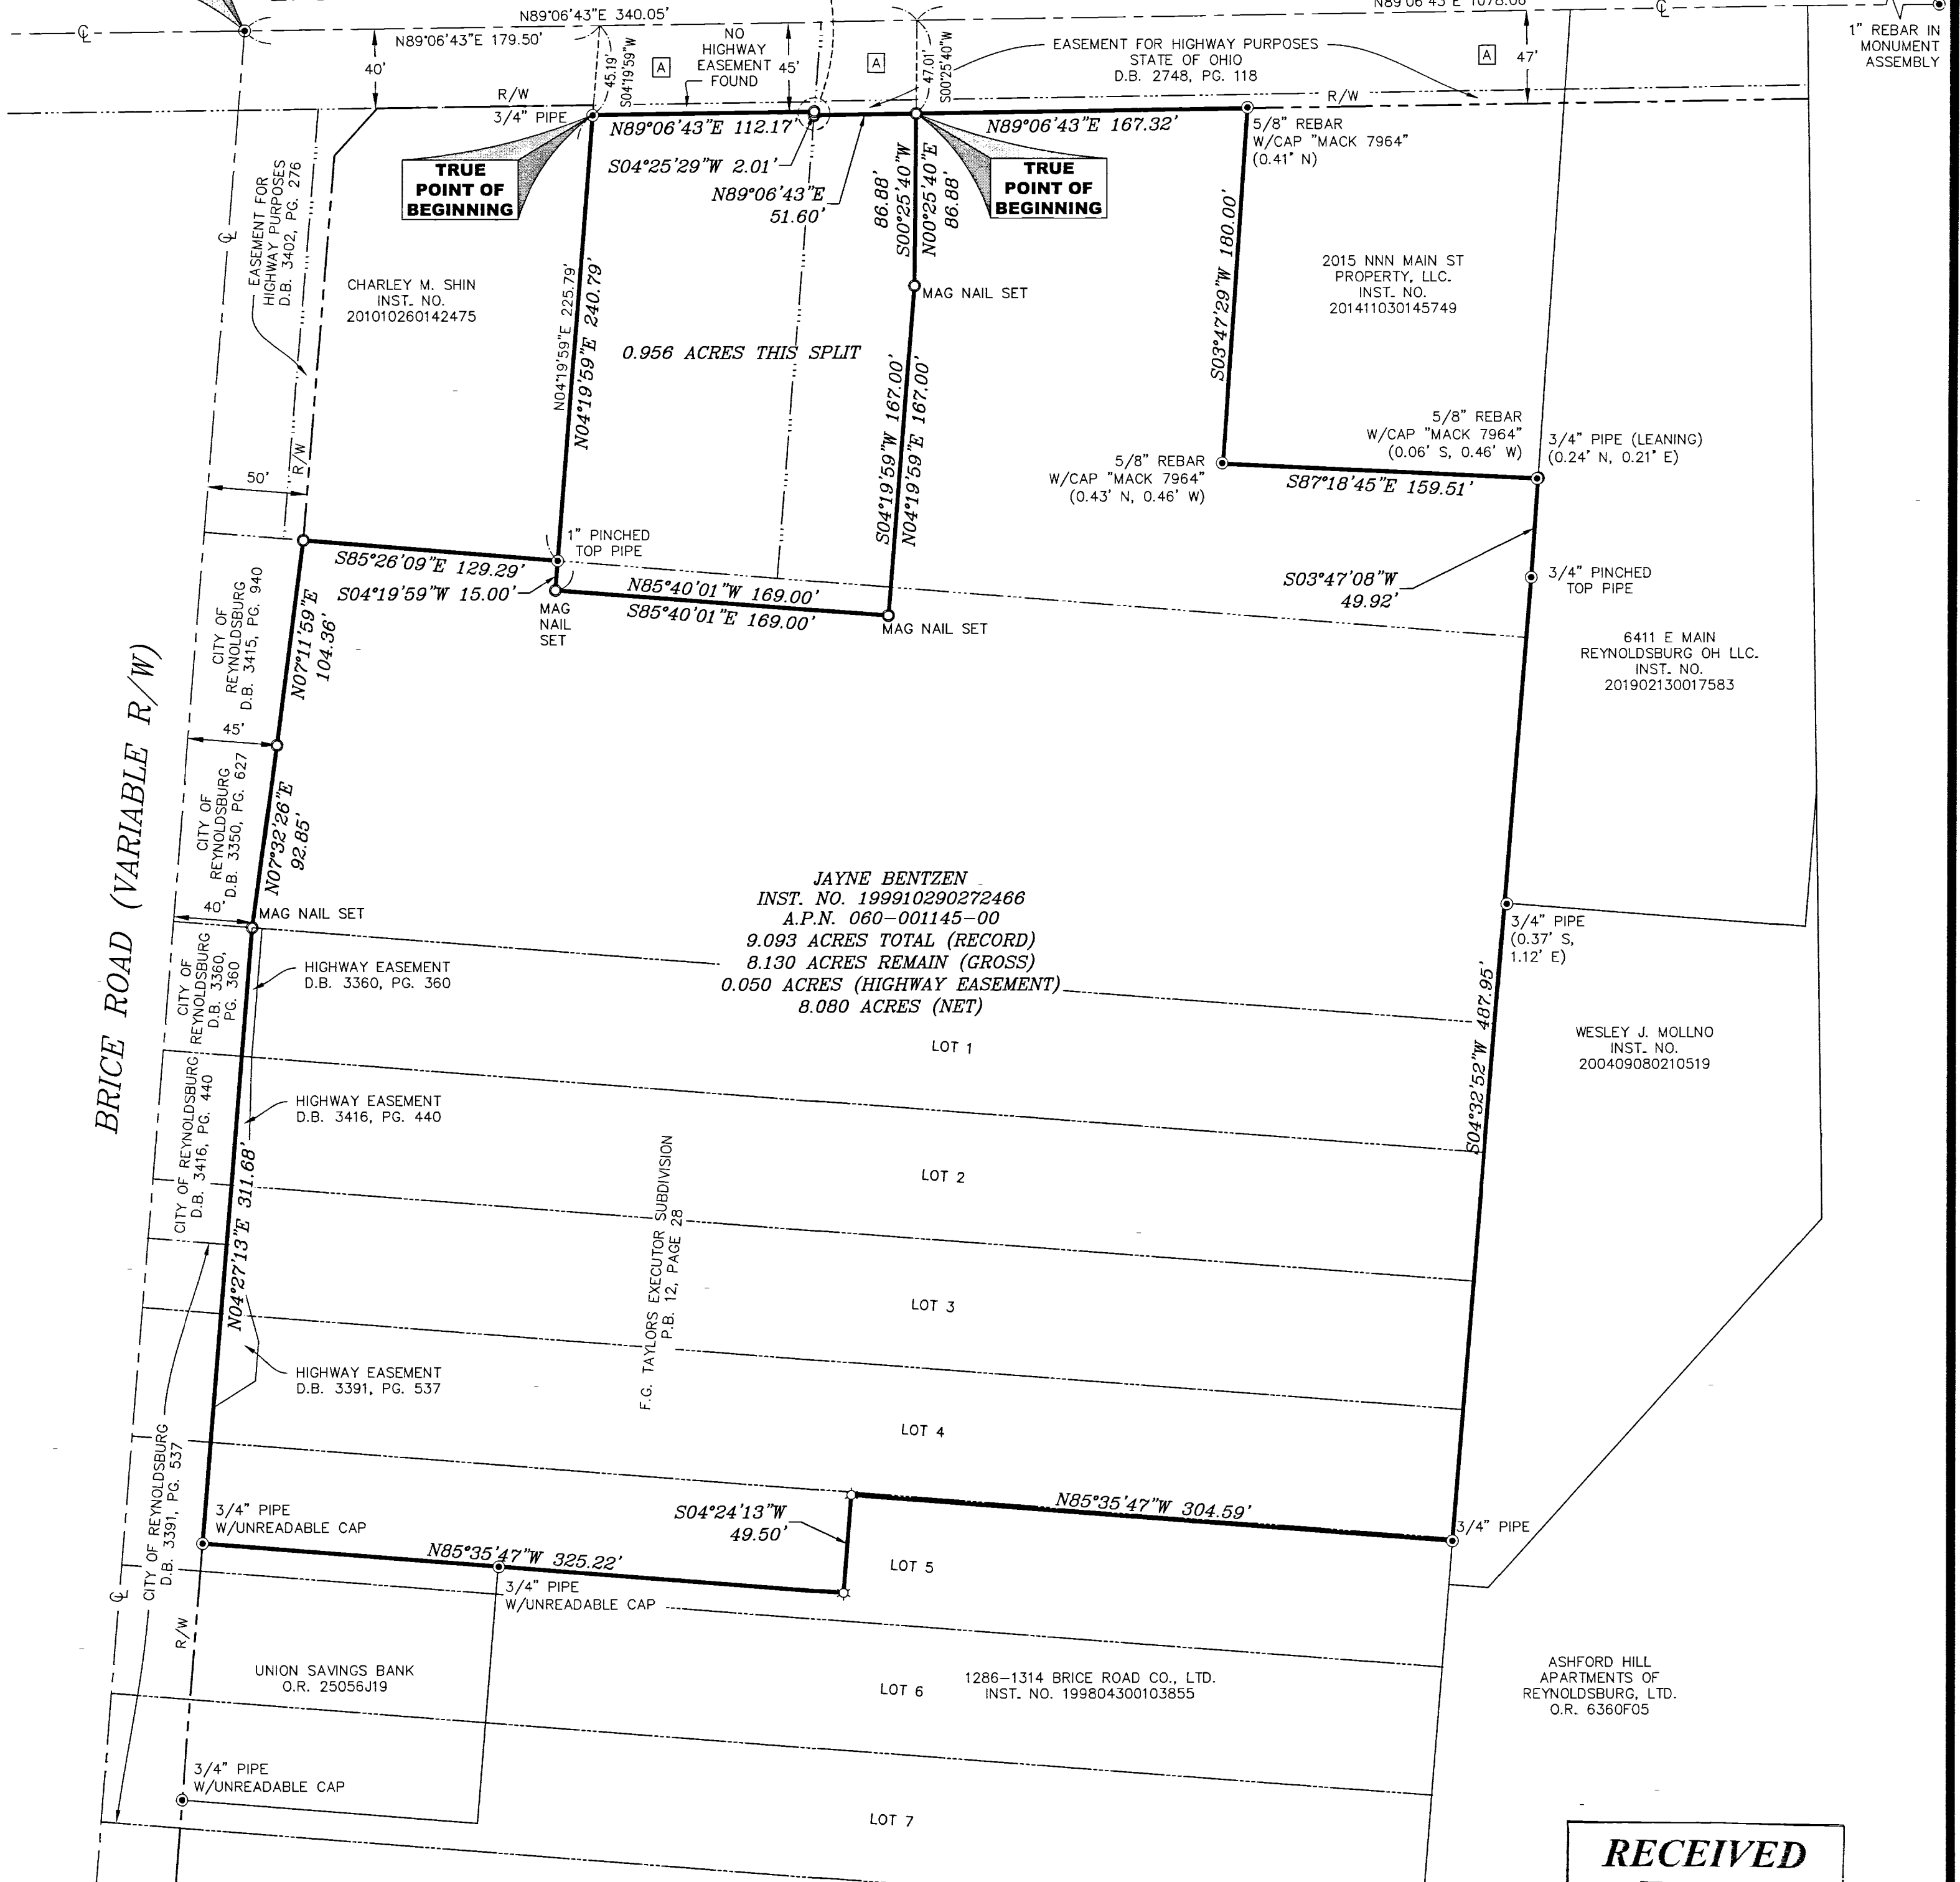 N89°06'43"E 340.05'
℄
N89°06'43"E 179.50'
40'
45.19'
S04°19'59"W
A
NO
HIGHWAY
EASEMENT
FOUND
45'
A
47.01'
S00°25'40"W
EASEMENT FOR HIGHWAY PURPOSES
STATE OF OHIO
D.B. 2748, PG. 118
N89°06'43"E 1078.06'
℄
A
47'
1" REBAR IN
MONUMENT
ASSEMBLY
R/W
3/4" PIPE
R/W
N89°06'43"E 112.17'
N89°06'43"E 167.32'
5/8" REBAR
W/CAP "MACK 7964"
(0.41' N)
TRUE
POINT OF
BEGINNING
S04°25'29"W 2.01'
N89°06'43"E
51.60'
TRUE
POINT OF
BEGINNING
S00°25'40"W
86.88'
N00°25'40"E
86.88'
EASEMENT FOR
HIGHWAY PURPOSES
D.B. 3402, PG. 276
℄
CHARLEY M. SHIN
INST. NO.
201010260142475
N04°19'59"E 225.79'
N04°19'59"E 240.79'
0.956 ACRES THIS SPLIT
MAG NAIL SET
S04°19'59"W 167.00'
N04°19'59"E 167.00'
S03°47'29"W 180.00'
2015 NNN MAIN ST
PROPERTY, LLC.
INST. NO.
201411030145749
5/8" REBAR
W/CAP "MACK 7964"
(0.06' S, 0.46' W)
3/4" PIPE (LEANING)
(0.24' N, 0.21' E)
5/8" REBAR
W/CAP "MACK 7964"
(0.43' N, 0.46' W)
S87°18'45"E 159.51'
R/W
50'
1" PINCHED
TOP PIPE
S85°26'09"E 129.29'
S04°19'59"W 15.00'
MAG
NAIL
SET
N85°40'01"W 169.00'
S85°40'01"E 169.00'
MAG NAIL SET
S03°47'08"W
49.92'
3/4" PINCHED
TOP PIPE
6411 E MAIN
REYNOLDSBURG OH LLC.
INST. NO.
201902130017583
CITY OF
REYNOLDSBURG
D.B. 3415, PG. 940
N07°11'59"E
104.36'
45'
CITY OF
REYNOLDSBURG
D.B. 3350, PG. 627
N07°32'26"E
92.85'
40'
MAG NAIL SET
BRICE ROAD (VARIABLE R/W)
JAYNE BENTZEN
INST. NO. 199910290272466
A.P.N. 060-001145-00
9.093 ACRES TOTAL (RECORD)
8.130 ACRES REMAIN (GROSS)
0.050 ACRES (HIGHWAY EASEMENT)
8.080 ACRES (NET)
3/4" PIPE
(0.37' S,
1.12' E)
CITY OF
REYNOLDSBURG
D.B. 3360,
PG. 360
HIGHWAY EASEMENT
D.B. 3360, PG. 360
LOT 1
S04°32'52"W 487.95'
WESLEY J. MOLLNO
INST. NO.
200409080210519
CITY OF REYNOLDSBURG
D.B. 3416, PG. 440
HIGHWAY EASEMENT
D.B. 3416, PG. 440
LOT 2
N04°27'13"E 311.68'
F.G. TAYLORS EXECUTOR SUBDIVISION
P.B. 12, PAGE 28
LOT 3
HIGHWAY EASEMENT
D.B. 3391, PG. 537
LOT 4
CITY OF REYNOLDSBURG
D.B. 3391, PG. 537
3/4" PIPE
W/UNREADABLE CAP
S04°24'13"W
49.50'
N85°35'47"W 304.59'
3/4" PIPE
N85°35'47"W 325.22'
LOT 5
3/4" PIPE
W/UNREADABLE CAP
℄
R/W
UNION SAVINGS BANK
O.R. 25056J19
LOT 6
1286-1314 BRICE ROAD CO., LTD.
INST. NO. 199804300103855
ASHFORD HILL
APARTMENTS OF
REYNOLDSBURG, LTD.
O.R. 6360F05
3/4" PIPE
W/UNREADABLE CAP
LOT 7
RECEIVED